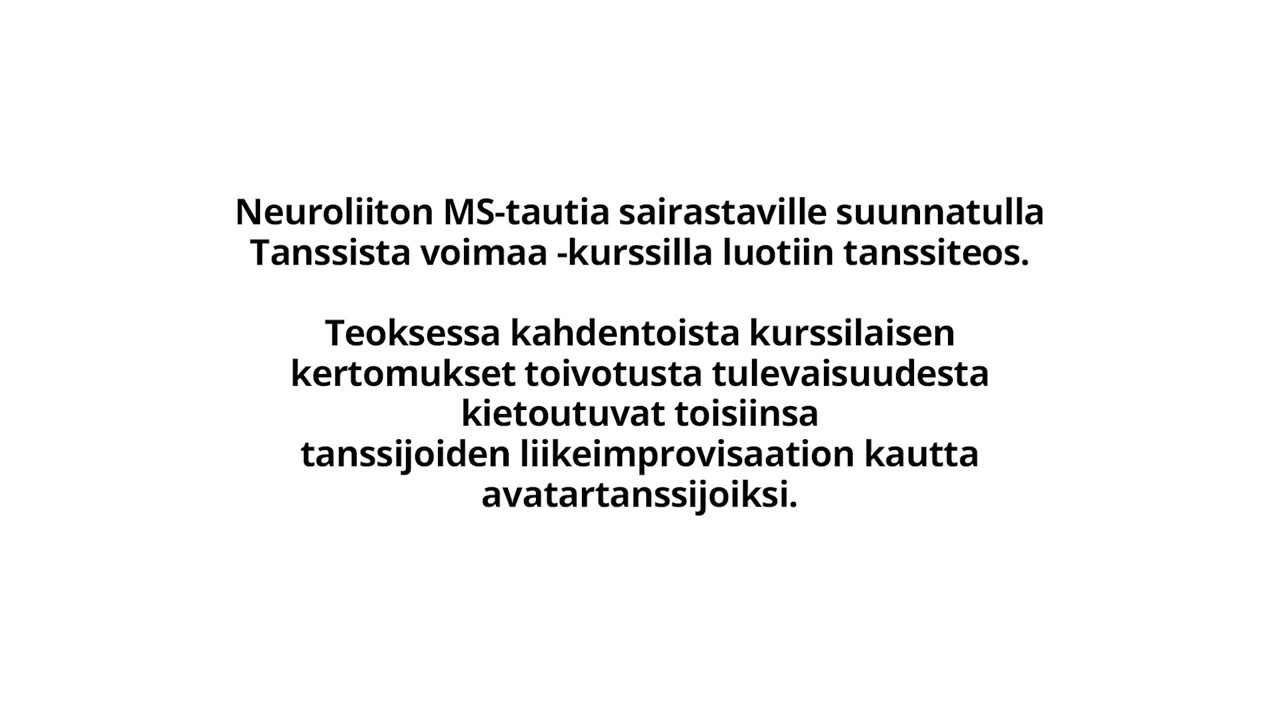 Neuroliiton MS-tautia sairastaville suunnatulla
Tanssista voimaa -kurssilla luotiin tanssiteos.
Teoksessa kahdentoista kurssilaisen
kertomukset toivotusta tulevaisuudesta
kietoutuvat toisiinsa
tanssijoiden liikeimprovisaation kautta
avatartanssijoiksi.